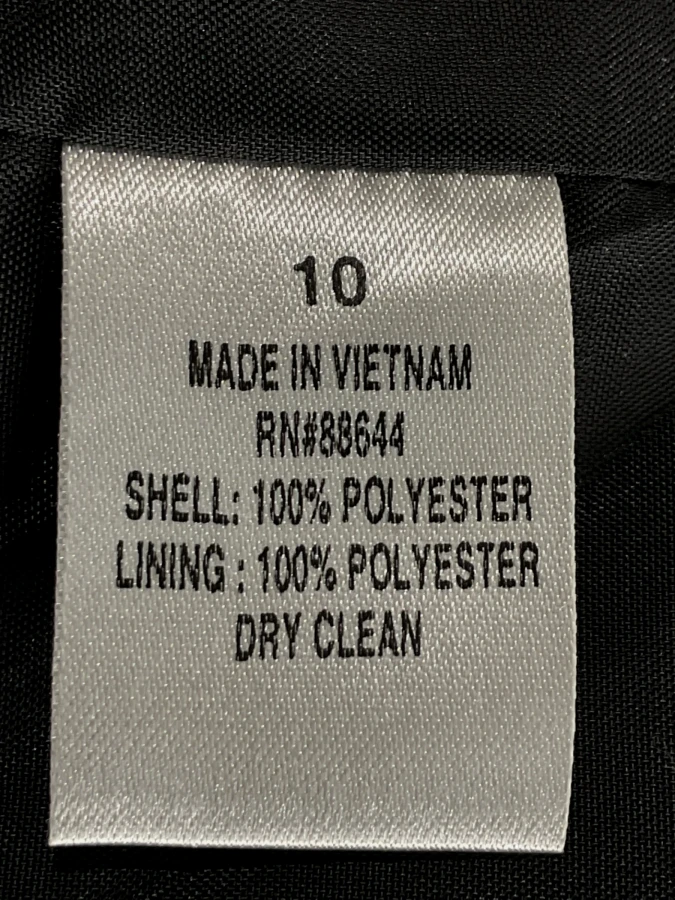 10
MADE IN VIETNAM
RN#88644
SHELL: 100% POLYESTER
LINING : 100% POLYESTER
DRY CLEAN